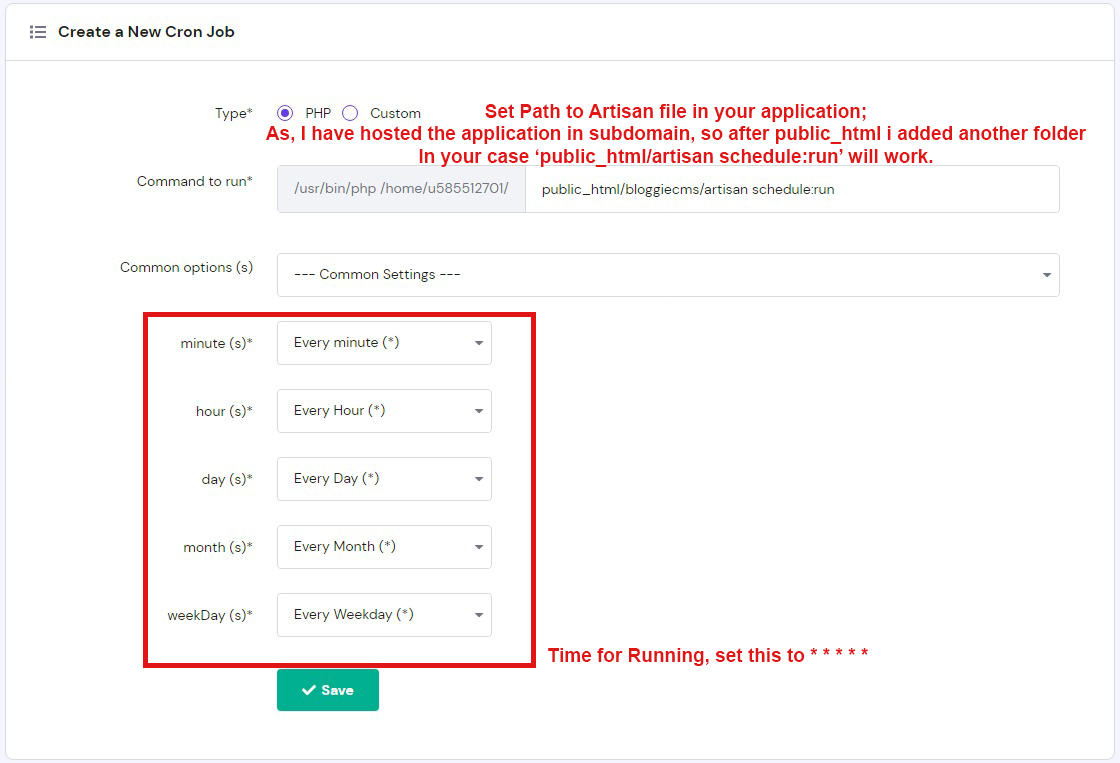 Create a New Cron Job
Type* PHP Custom
Set Path to Artisan file in your application;
As, I have hosted the application in subdomain, so after public_html i added another folder
In your case ‘public_html/artisan schedule:run’ will work.
Command to run* /usr/bin/php /home/u585512701/ public_html/bloggiecms/artisan schedule:run
Common options (s) --- Common Settings ---
minute (s)* Every minute (*)
hour (s)* Every Hour (*)
day (s)* Every Day (*)
month (s)* Every Month (*)
weekDay (s)* Every Weekday (*)
Time for Running, set this to * * * * *
Save